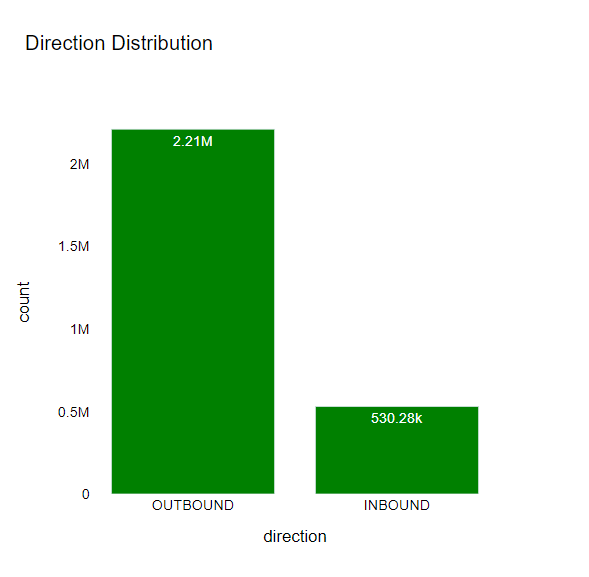 Direction Distribution
2.21M
2M
1.5M
count
1M
0.5M
530.28k
0
OUTBOUND
INBOUND
direction